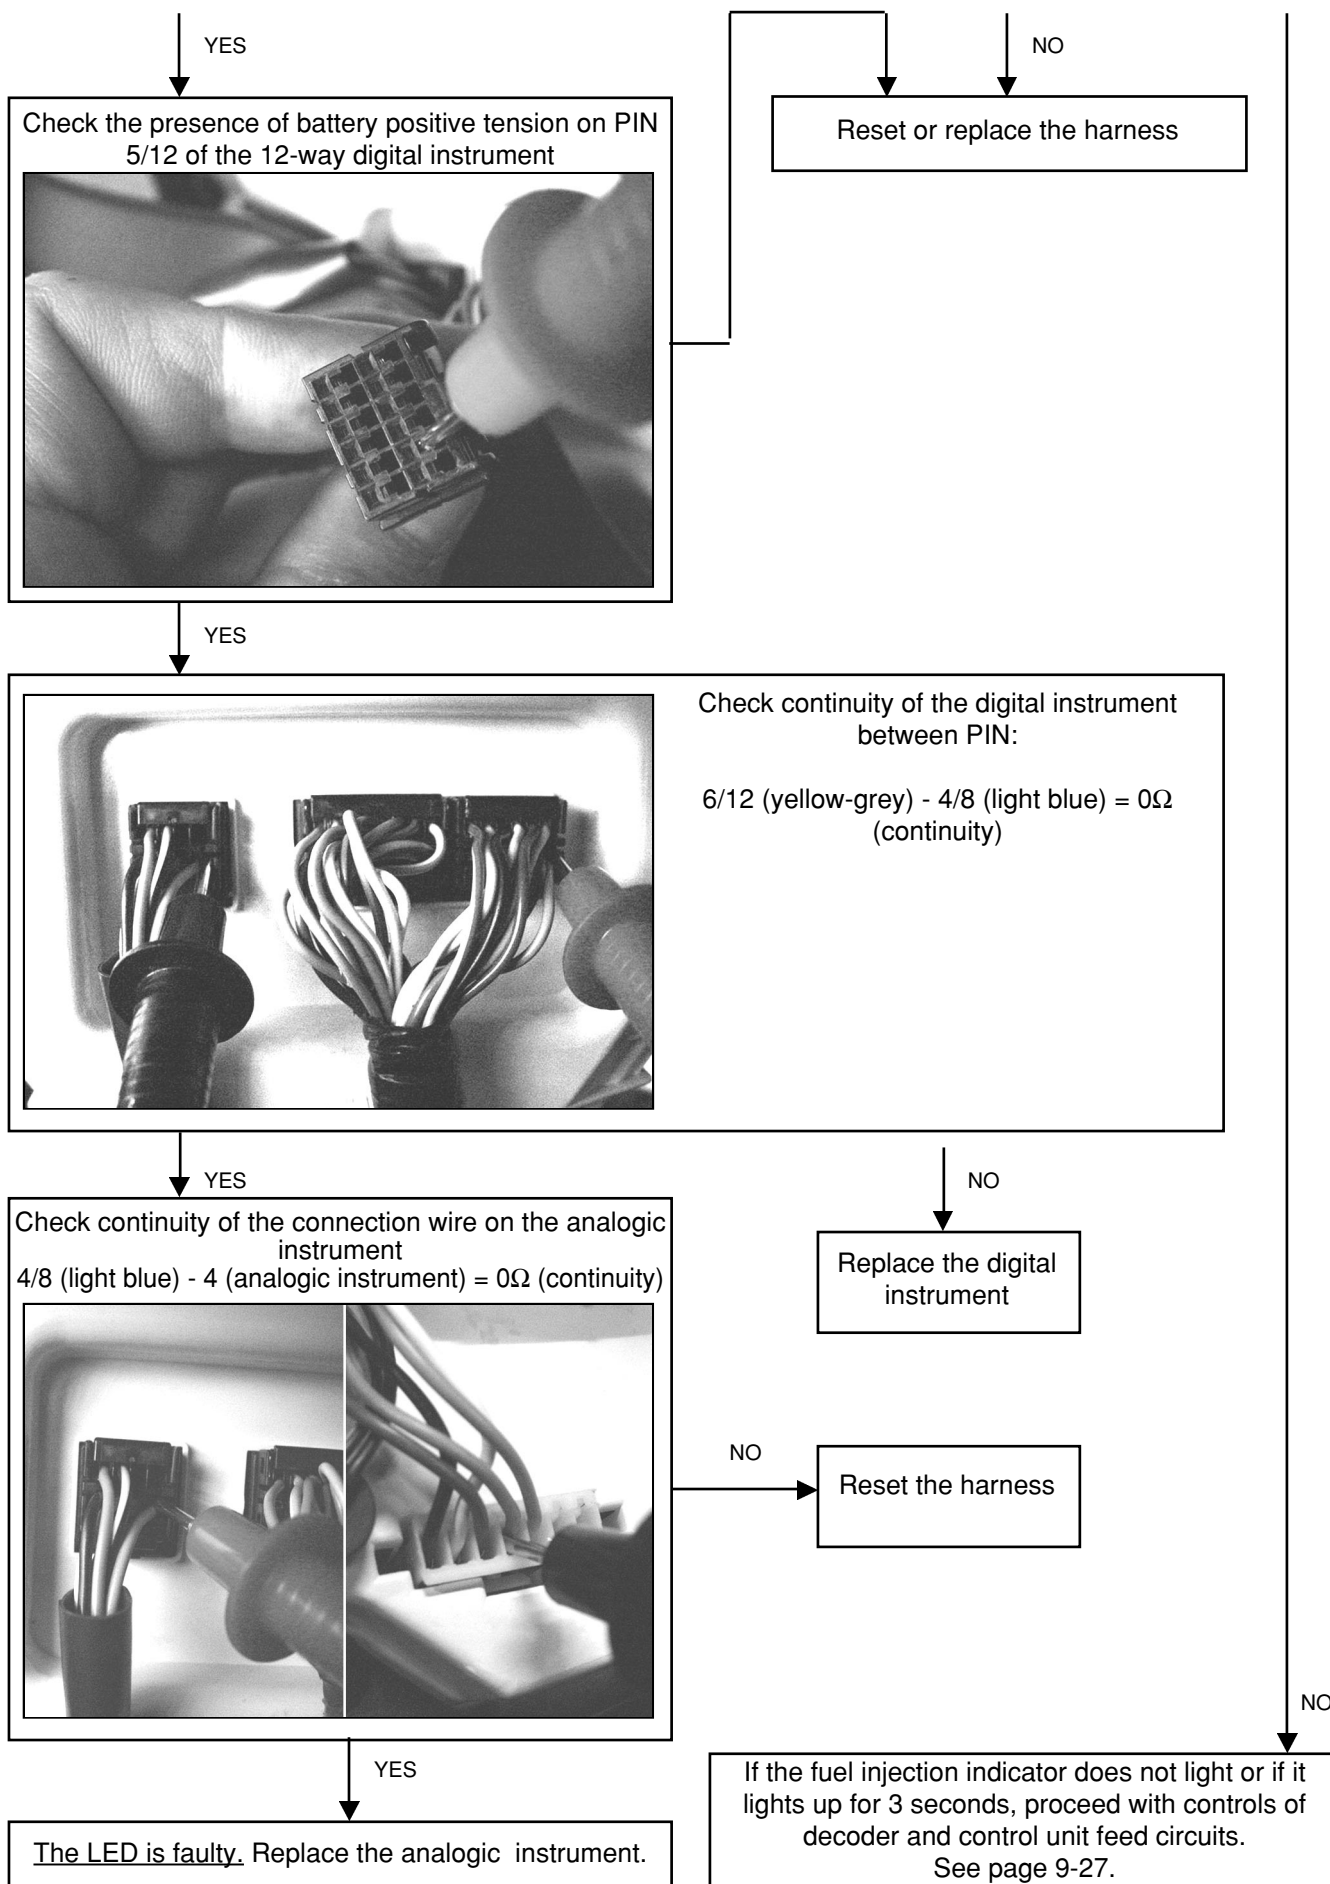 YES
NO
Check the presence of battery positive tension on PIN
5/12 of the 12-way digital instrument
Reset or replace the harness
YES
Check continuity of the digital instrument
between PIN:
6/12 (yellow-grey) - 4/8 (light blue) = 0Ω
(continuity)
YES
NO
Check continuity of the connection wire on the analogic
instrument
4/8 (light blue) - 4 (analogic instrument) = 0Ω (continuity)
Replace the digital
instrument
NO
Reset the harness
NO
YES
If the fuel injection indicator does not light or if it
lights up for 3 seconds, proceed with controls of
decoder and control unit feed circuits.
See page 9-27.
The LED is faulty. Replace the analogic instrument.